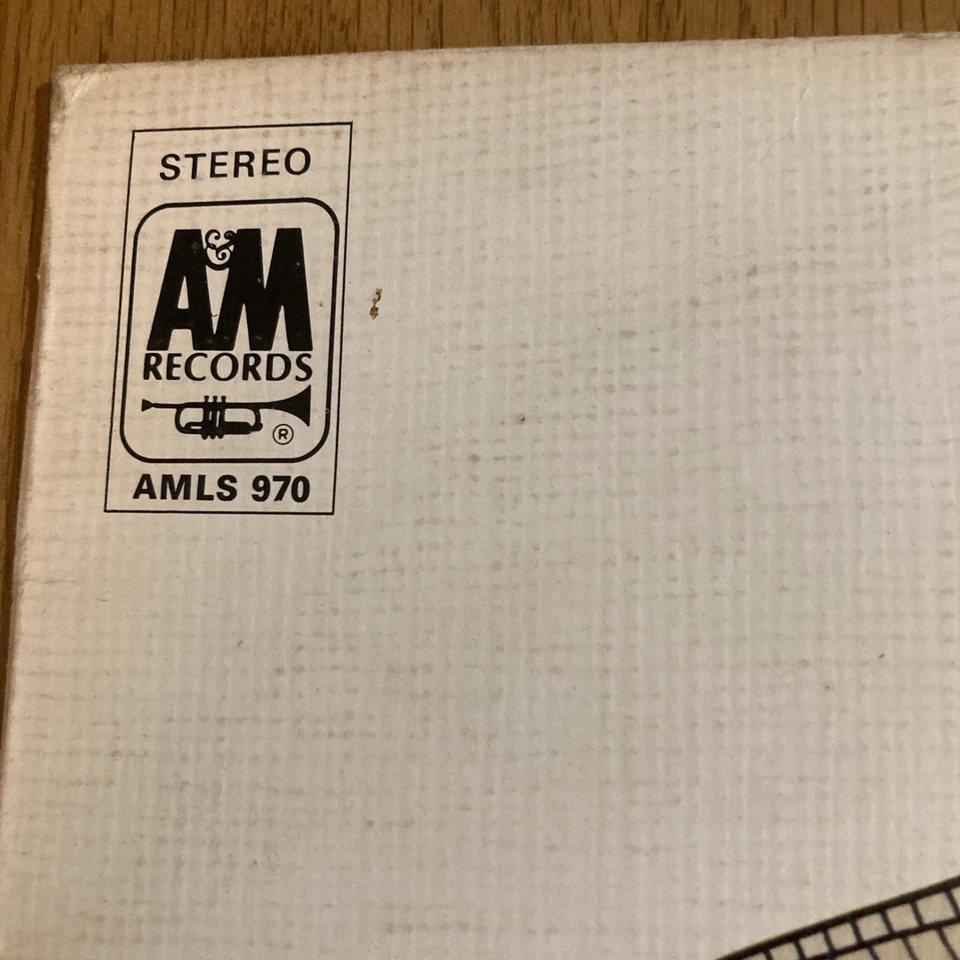 STEREO
A&M
RECORDS
®
AMLS 970